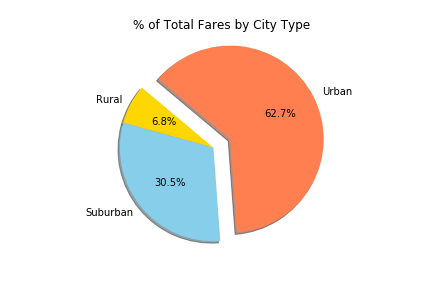 % of Total Fares by City Type
Urban
Rural
62.7%
6.8%
30.5%
Suburban